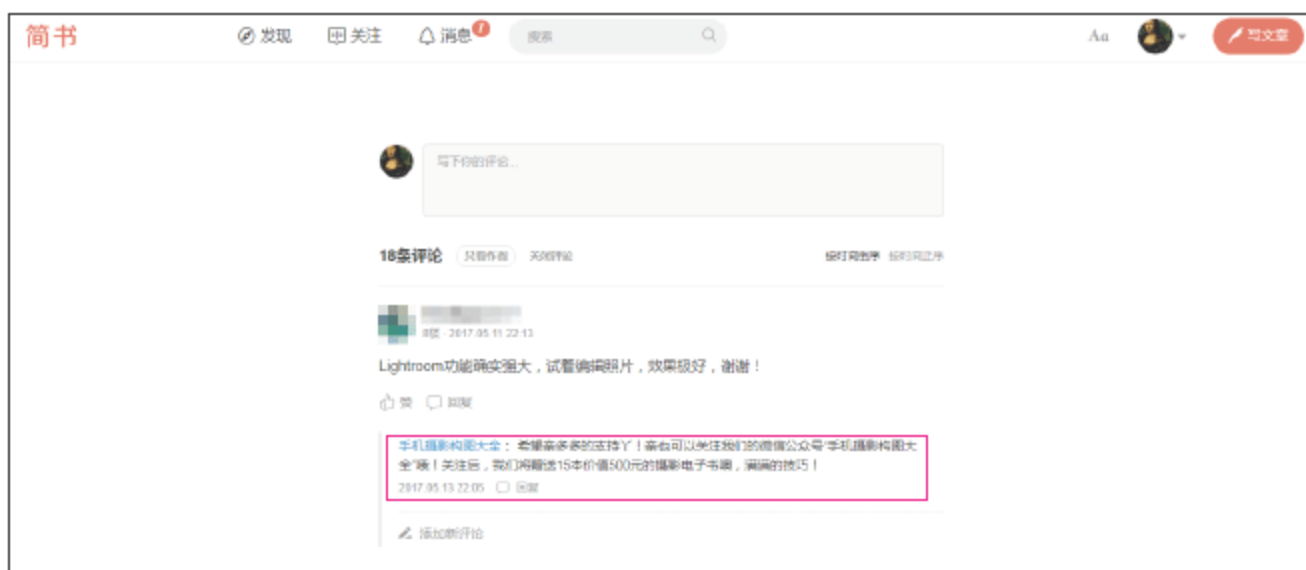 简书
发现
关注
消息 1
搜索
Aa
写文章
写下你的评论...
18条评论 只看作者 关闭评论
按时间倒序 按时间正序
8楼 · 2017.05.11 22:13
Lightroom功能确实强大，试着编辑照片，效果极好，谢谢！
赞 回复
手机摄影构图大全： 希望亲多多的支持丫！亲不可以关注我们的微信公众号“手机摄影构图大
全”噢！关注后，我们将赠送15本价值500元的摄影电子书噢，满满的技巧！
2017.05.13 22:05 回复
添加新评论